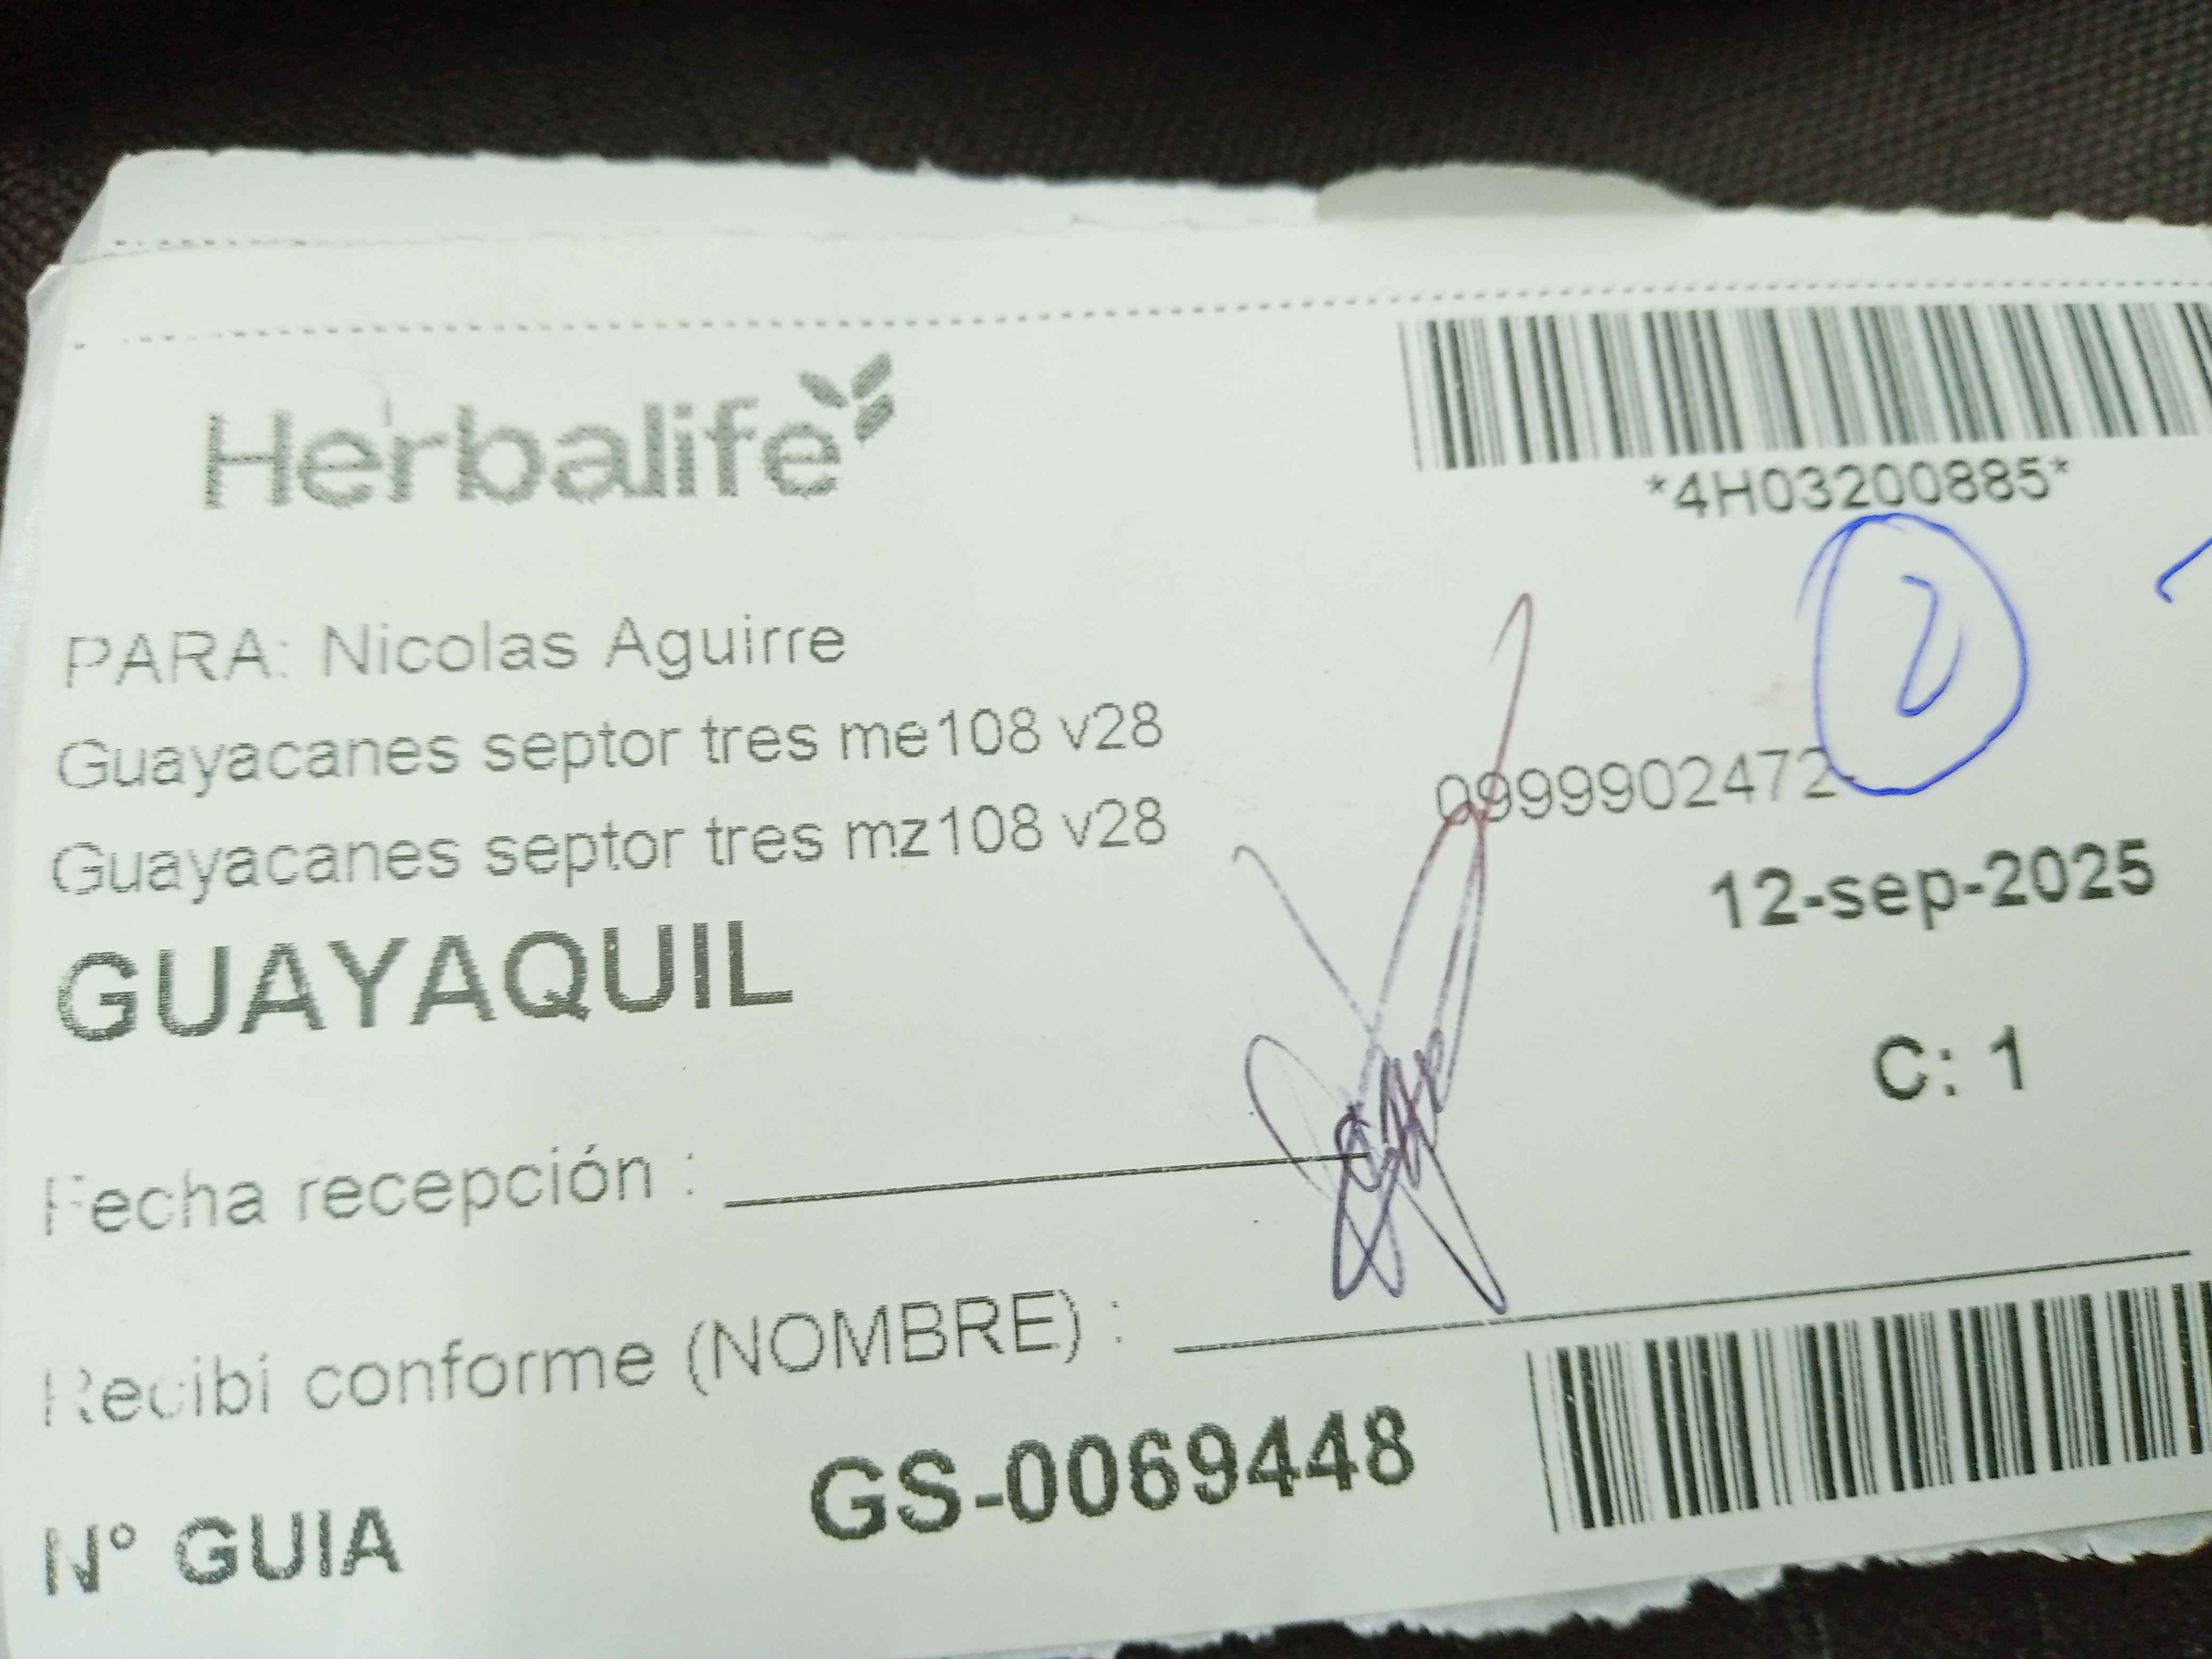 Herbalife
*4H03200885*
PARA: Nicolas Aguirre
Guayacanes septor tres me108 v28
0999902472-
Guayacanes septor tres mz108 v28
12-sep-2025
GUAYAQUIL
C: 1
Fecha recepción :
Recibí conforme (NOMBRE) :
N° GUIA GS-0069448